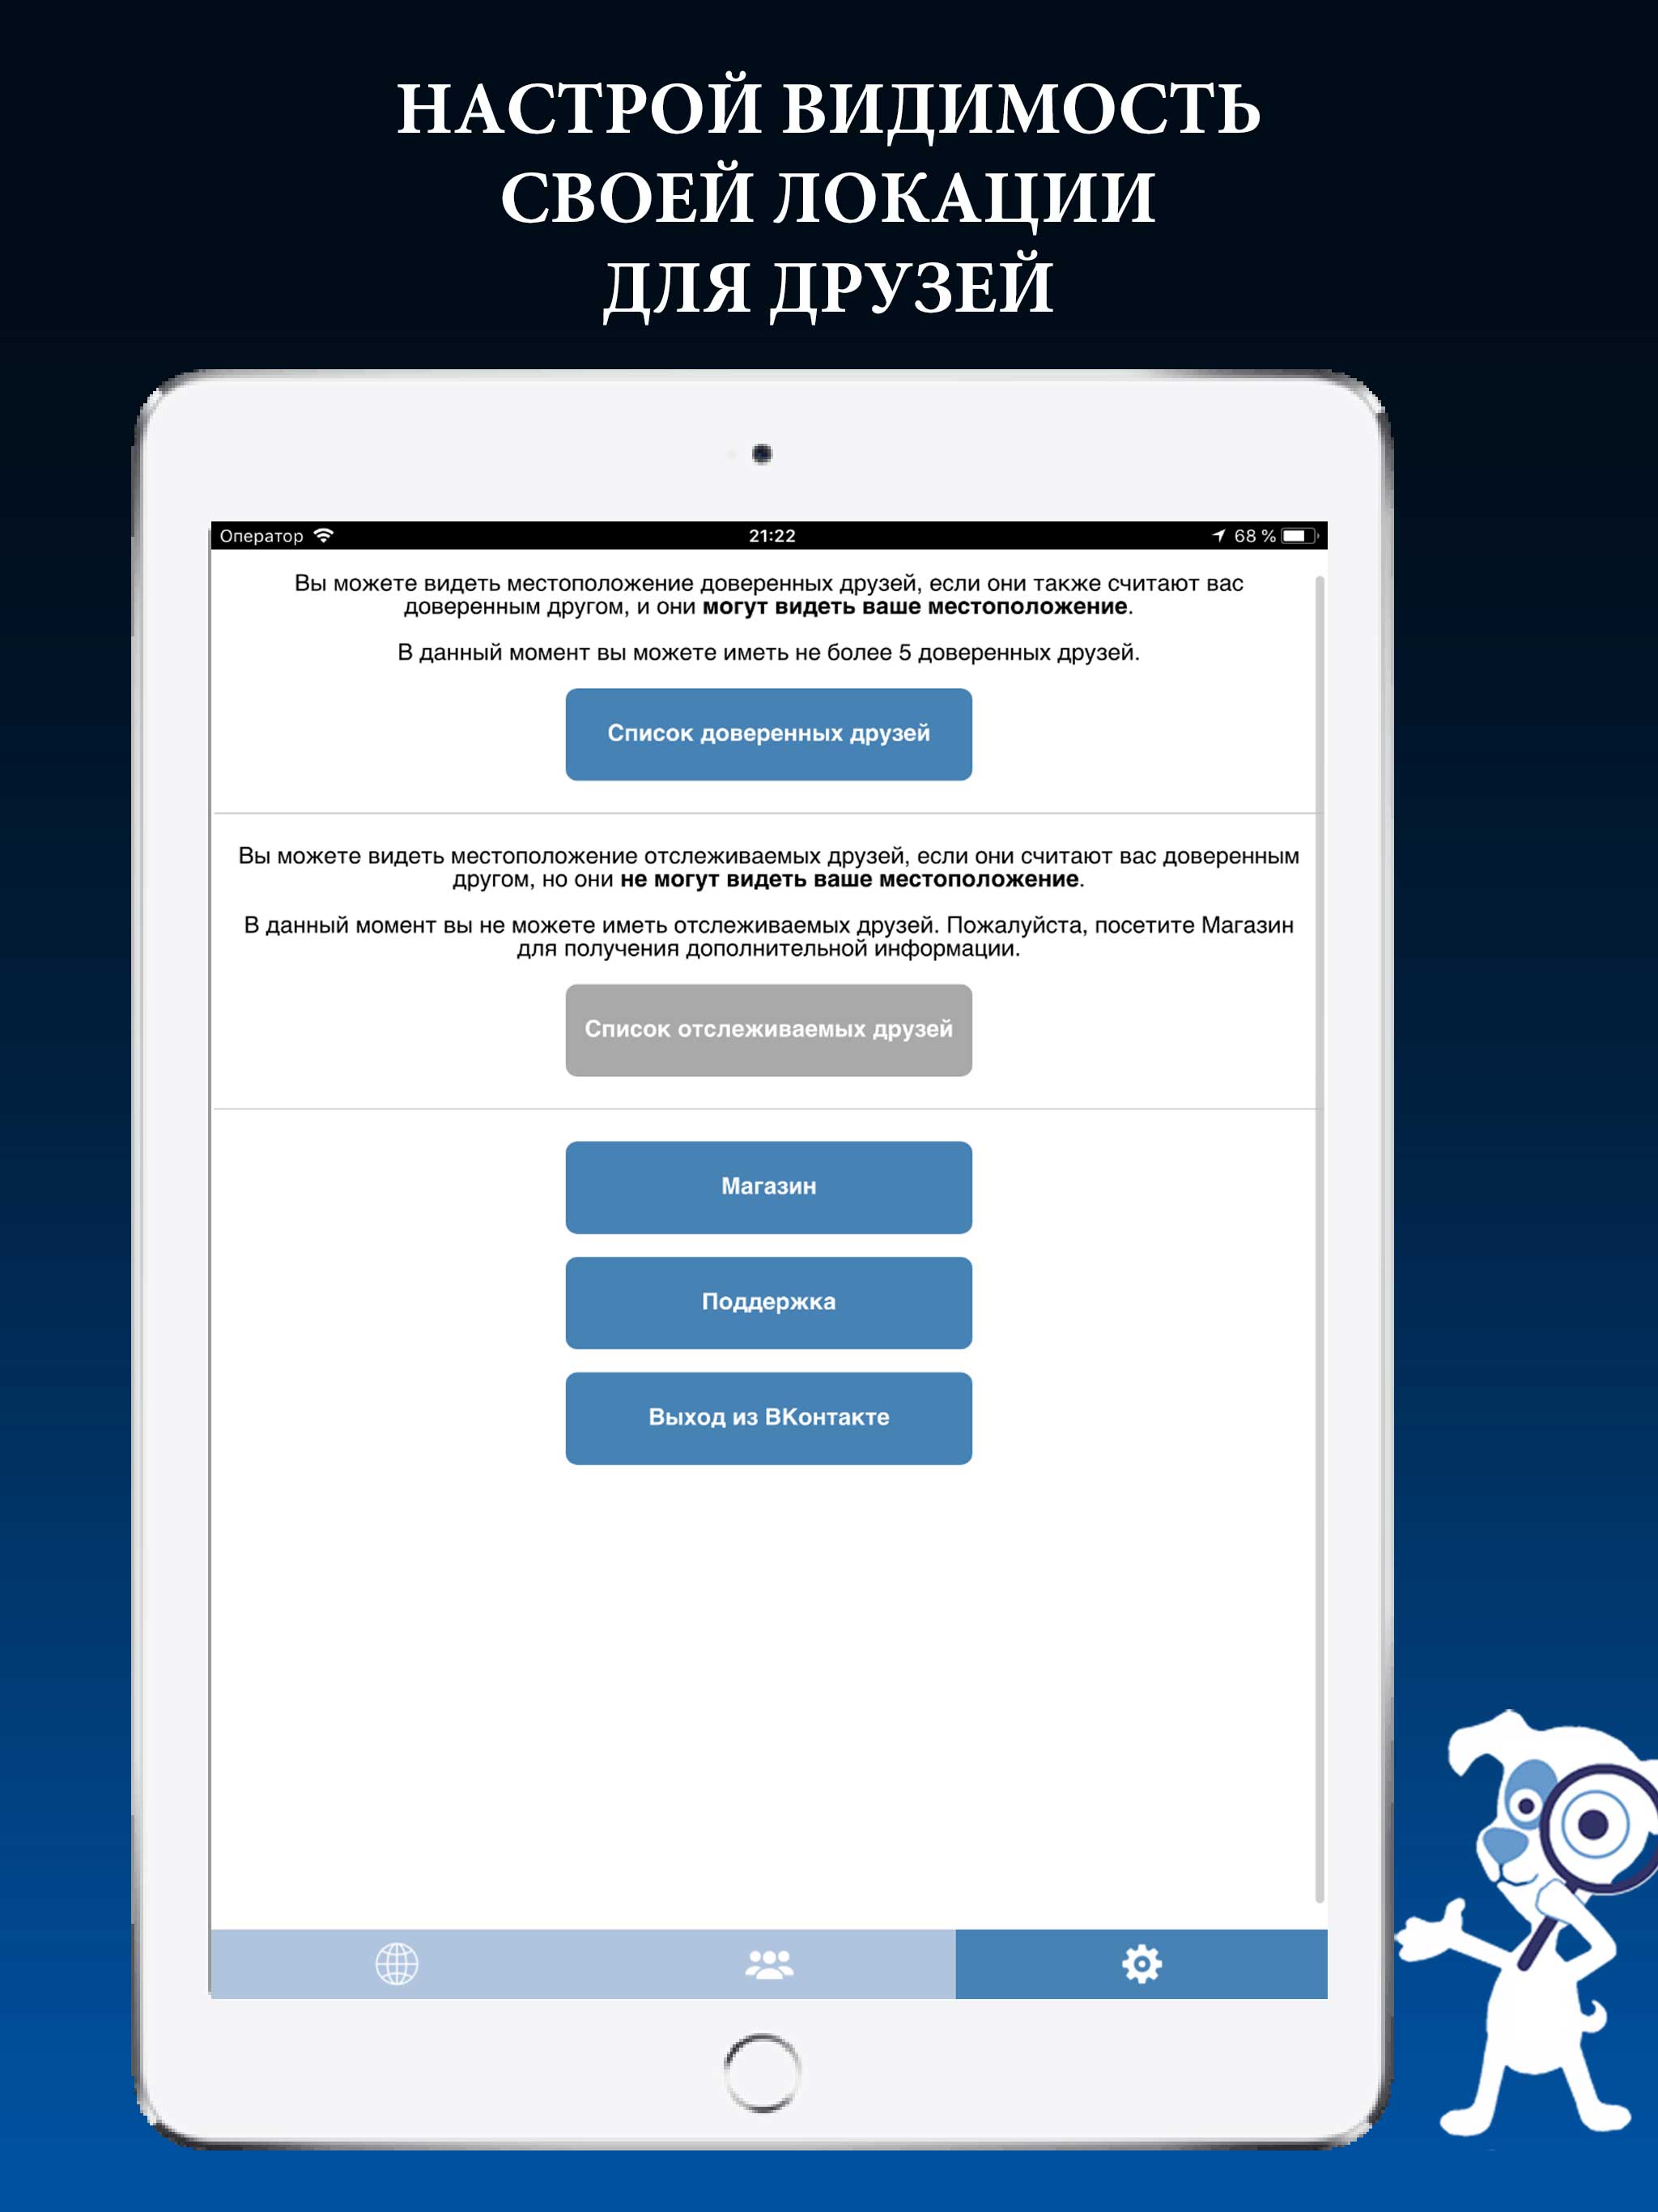 НАСТРОЙ ВИДИМОСТЬ
СВОЕЙ ЛОКАЦИИ
ДЛЯ ДРУЗЕЙ
Оператор 21:22 68 %
Вы можете видеть местоположение доверенных друзей, если они также считают вас
доверенным другом, и они могут видеть ваше местоположение.
В данный момент вы можете иметь не более 5 доверенных друзей.
Список доверенных друзей
Вы можете видеть местоположение отслеживаемых друзей, если они считают вас доверенным
другом, но они не могут видеть ваше местоположение.
В данный момент вы не можете иметь отслеживаемых друзей. Пожалуйста, посетите Магазин
для получения дополнительной информации.
Список отслеживаемых друзей
Магазин
Поддержка
Выход из ВКонтакте